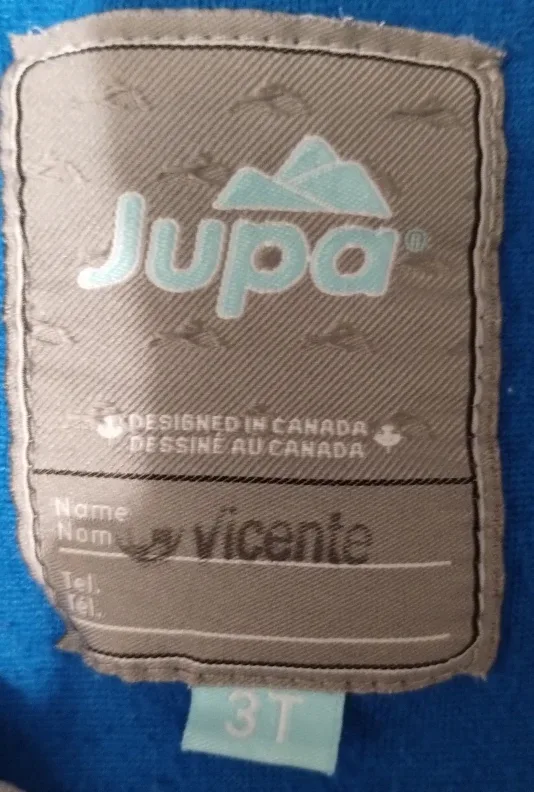 Jupa®
DESIGNED IN CANADA
DESSINÉ AU CANADA
Name
Nom vicente
Tel.
Tél.
3T